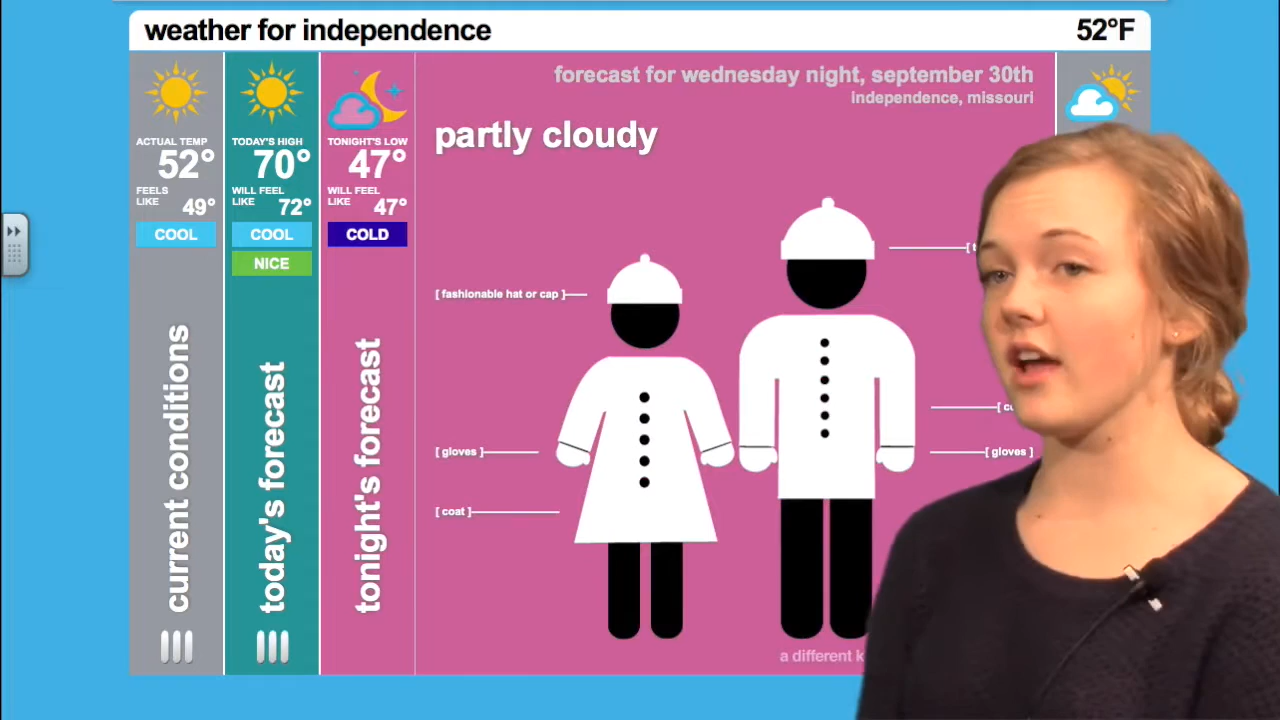 weather for independence
52°F
ACTUAL TEMP
52°
FEELS
LIKE 49°
COOL
current conditions
TODAY'S HIGH
70°
WILL FEEL
LIKE 72°
COOL
NICE
today's forecast
TONIGHT'S LOW
47°
WILL FEEL
LIKE 47°
COLD
tonight's forecast
forecast for wednesday night, september 30th
independence, missouri
partly cloudy
[ fashionable hat or cap ]
[ gloves ]
[ coat ]
[ gloves ]
a different